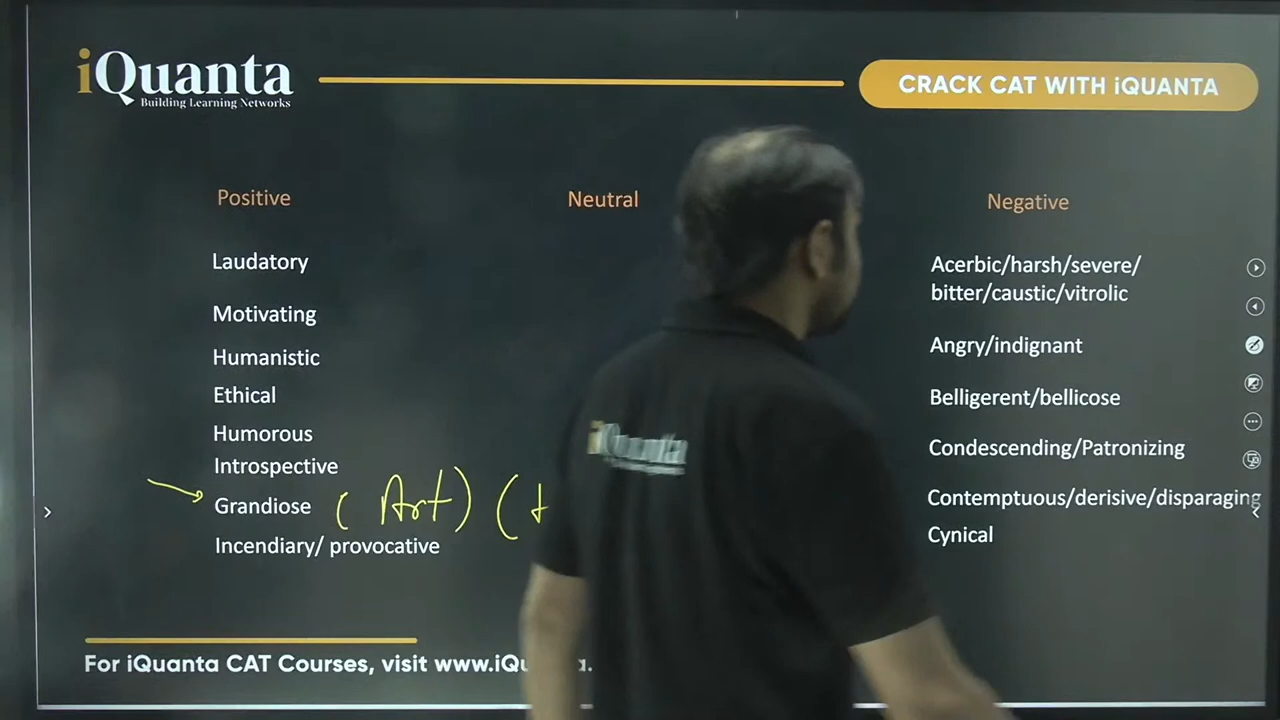 iQuanta
Building Learning Networks
CRACK CAT WITH iQUANTA
Positive
Neutral
Negative
Laudatory
Motivating
Humanistic
Ethical
Humorous
Introspective
Grandiose (Art) (
Incendiary/ provocative
Acerbic/harsh/severe/
bitter/caustic/vitrolic
Angry/indignant
Belligerent/bellicose
Condescending/Patronizing
Contemptuous/derisive/disparaging
Cynical
iQuanta
For iQuanta CAT Courses, visit